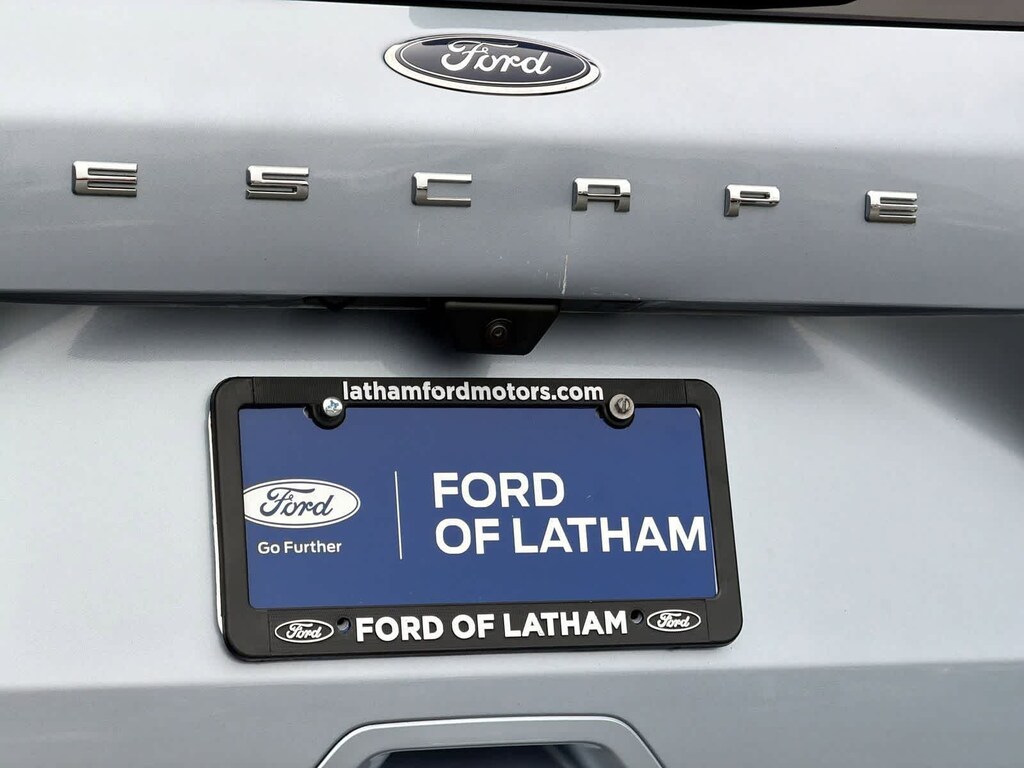 Ford
ESCAPE
lathamfordmotors.com
Ford
Go Further
FORD
OF LATHAM
Ford FORD OF LATHAM Ford